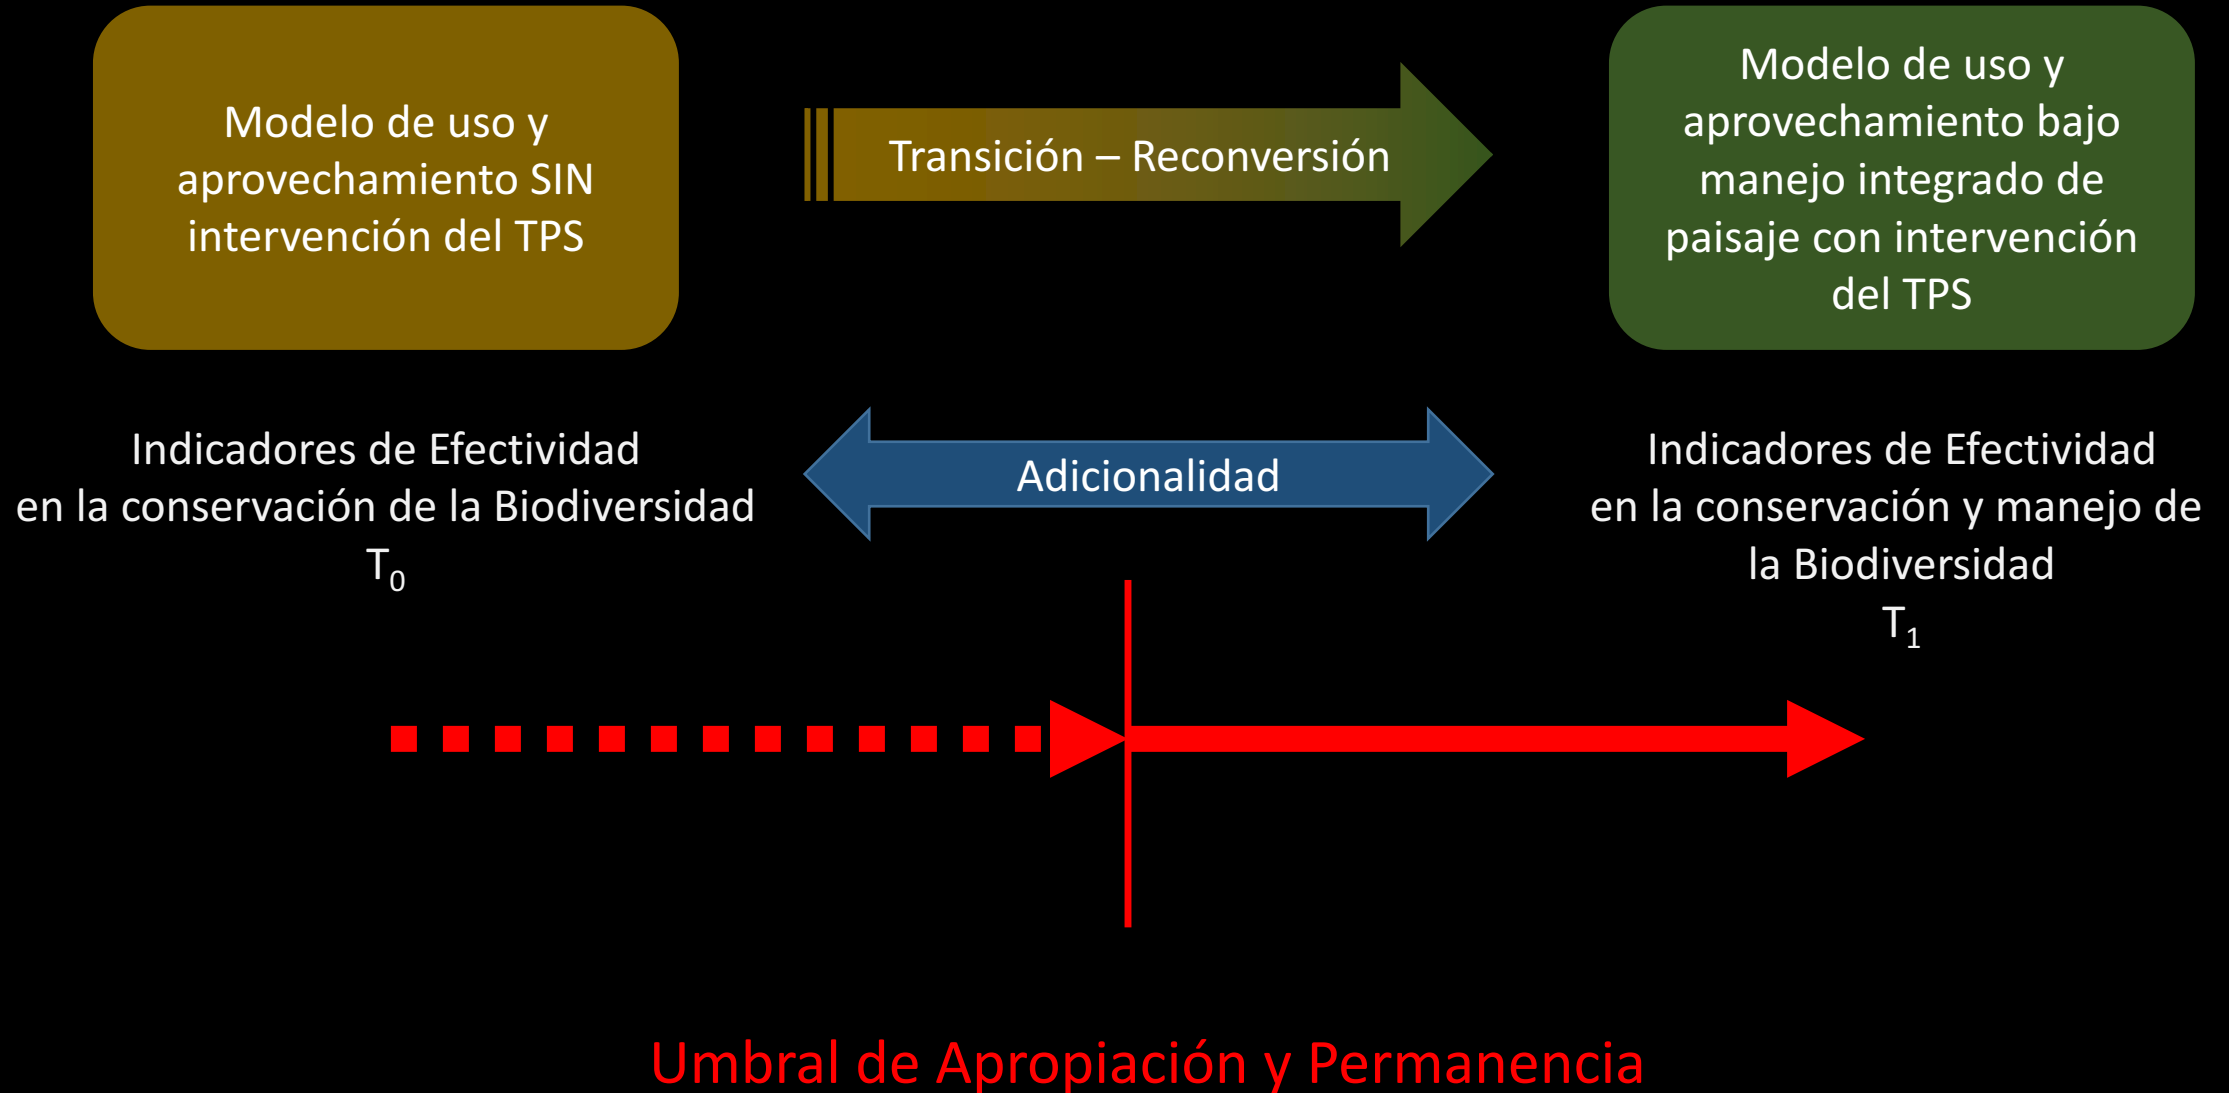 Modelo de uso y
aprovechamiento SIN
intervención del TPS
Transición – Reconversión
Modelo de uso y
aprovechamiento bajo
manejo integrado de
paisaje con intervención
del TPS
Indicadores de Efectividad
en la conservación de la Biodiversidad
T0
Adicionalidad
Indicadores de Efectividad
en la conservación y manejo de
la Biodiversidad
T1
Umbral de Apropiación y Permanencia